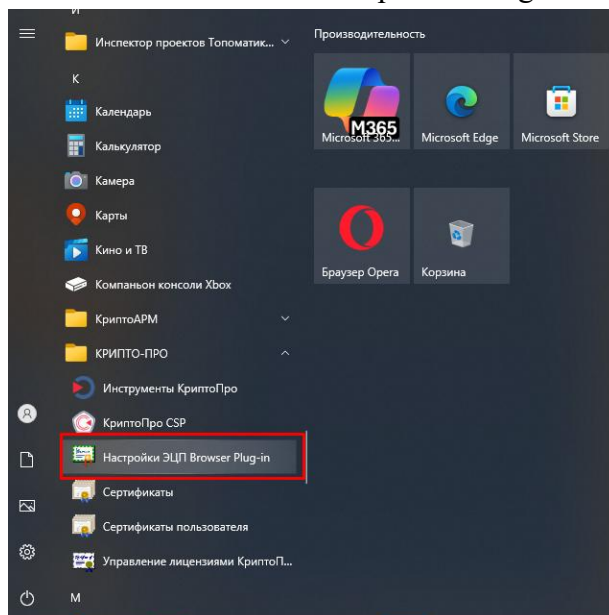 И
Инспектор проектов Топоматик...
К
Календарь
Калькулятор
Камера
Карты
Кино и ТВ
Компаньон консоли Xbox
КриптоАРМ
КРИПТО-ПРО
Инструменты КриптоПро
КриптоПро CSP
Настройки ЭЦП Browser Plug-in
Сертификаты
Сертификаты пользователя
Управление лицензиями КриптоП...
М
Производительность
M365
Microsoft 365...
Microsoft Edge
Microsoft Store
Браузер Opera
Корзина